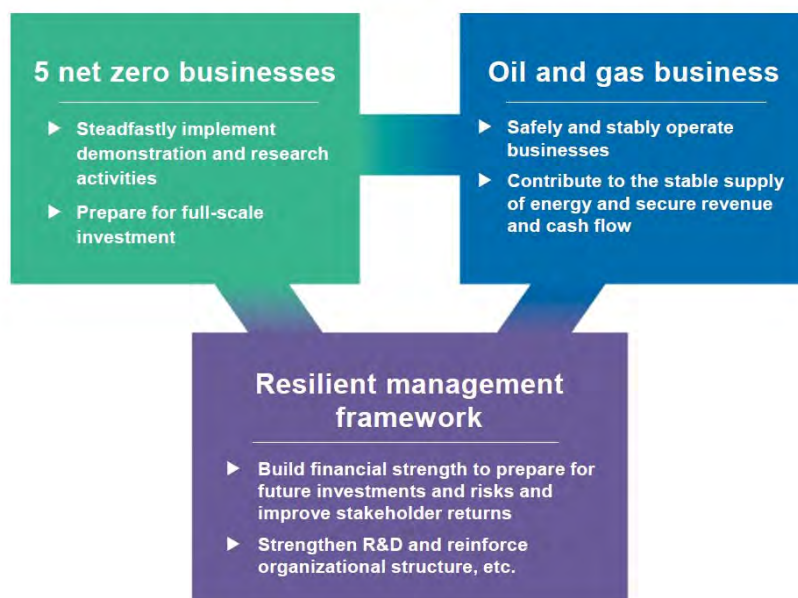 5 net zero businesses
▶ Steadfastly implement
demonstration and research
activities
▶ Prepare for full-scale
investment
Oil and gas business
▶ Safely and stably operate
businesses
▶ Contribute to the stable supply
of energy and secure revenue
and cash flow
Resilient management
framework
▶ Build financial strength to prepare for
future investments and risks and
improve stakeholder returns
▶ Strengthen R&D and reinforce
organizational structure, etc.